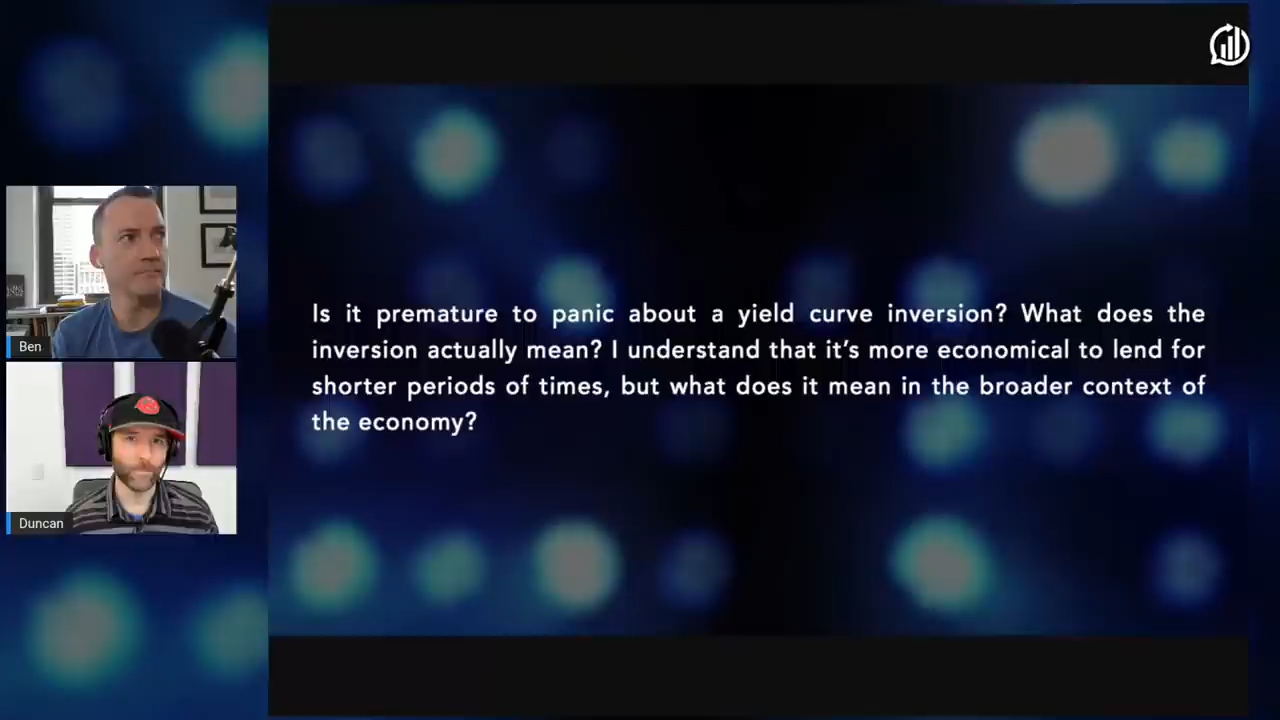 Is it premature to panic about a yield curve inversion? What does the
inversion actually mean? I understand that it's more economical to lend for
shorter periods of times, but what does it mean in the broader context of
the economy?
Ben
Duncan